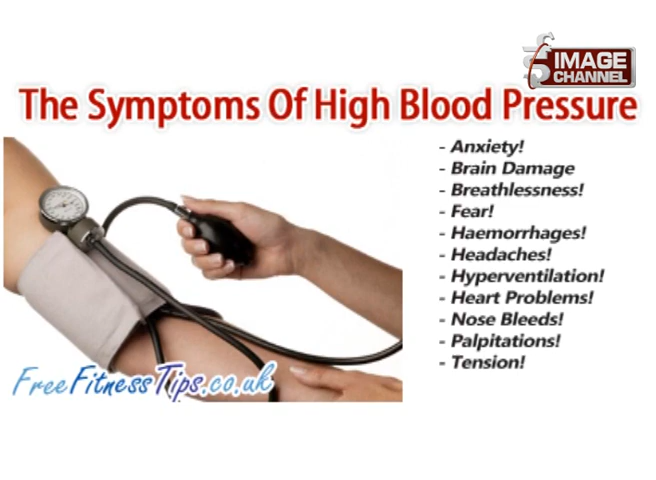 IMAGE
CHANNEL
The Symptoms Of High Blood Pressure
- Anxiety!
- Brain Damage
- Breathlessness!
- Fear!
- Haemorrhages!
- Headaches!
- Hyperventilation!
- Heart Problems!
- Nose Bleeds!
- Palpitations!
- Tension!
FreeFitnessTips.co.uk